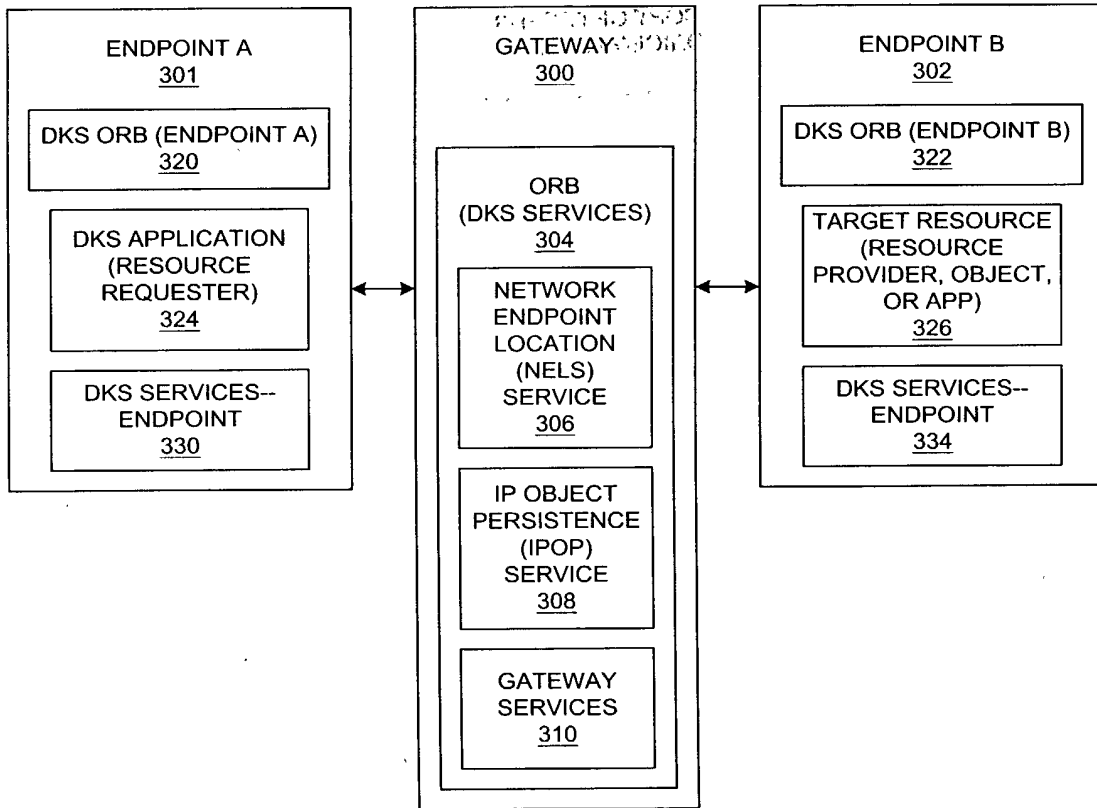 ENDPOINT A
301
DKS ORB (ENDPOINT A)
320
DKS APPLICATION
(RESOURCE
REQUESTER)
324
DKS SERVICES--
ENDPOINT
330
GATEWAY
300
ORB
(DKS SERVICES)
304
NETWORK
ENDPOINT
LOCATION
(NELS)
SERVICE
306
IP OBJECT
PERSISTENCE
(IPOP)
SERVICE
308
GATEWAY
SERVICES
310
ENDPOINT B
302
DKS ORB (ENDPOINT B)
322
TARGET RESOURCE
(RESOURCE
PROVIDER, OBJECT,
OR APP)
326
DKS SERVICES--
ENDPOINT
334